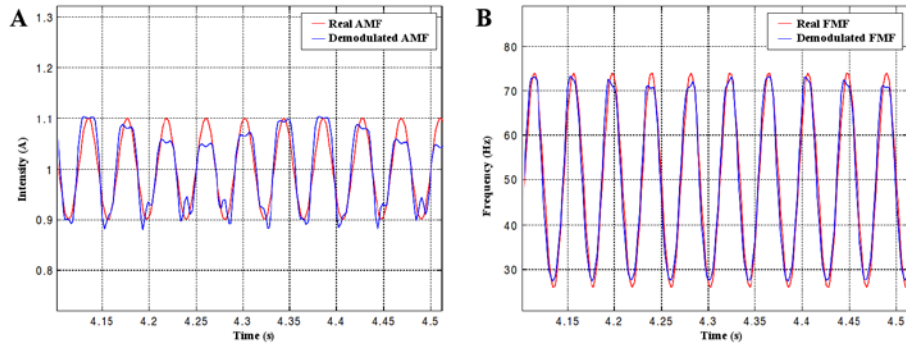 A
Real AMF
Demodulated AMF
1.3
1.2
1.1
1
0.9
0.8
Intensity (A)
4.15 4.2 4.25 4.3 4.35 4.4 4.45 4.5
Time (s)
B
Real FMF
Demodulated FMF
80
70
60
50
40
30
Frequency (Hz)
4.15 4.2 4.25 4.3 4.35 4.4 4.45 4.5
Time (s)